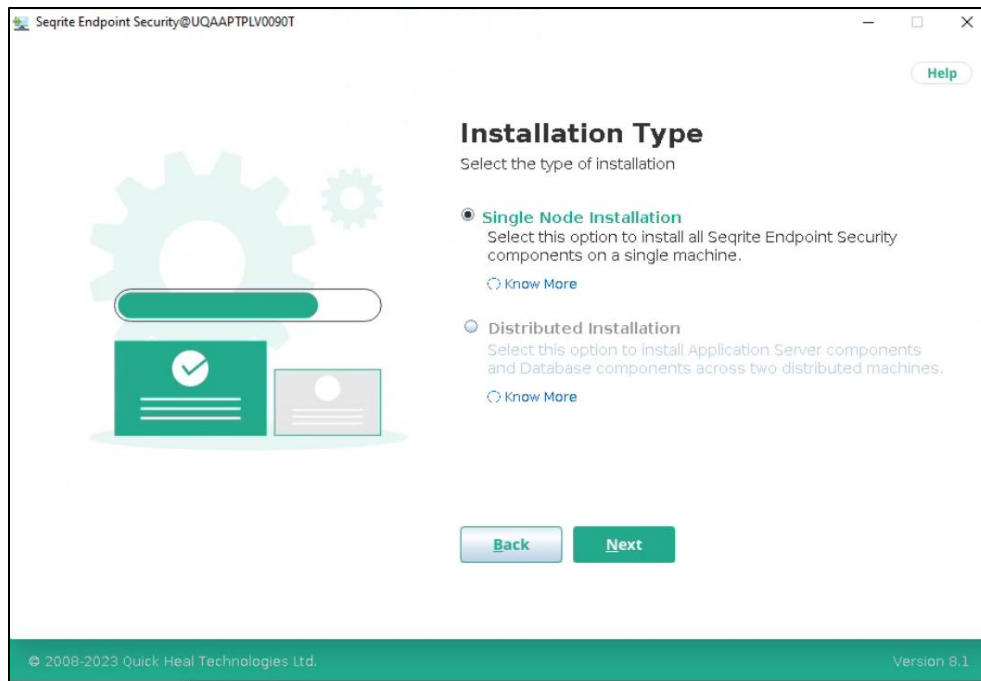 Seqrite Endpoint Security@UQAAPTPLV0090T
Help
Installation Type
Select the type of installation
Single Node Installation
Select this option to install all Seqrite Endpoint Security
components on a single machine.
Know More
Distributed Installation
Select this option to install Application Server components
and Database components across two distributed machines.
Know More
Back
Next
© 2008-2023 Quick Heal Technologies Ltd.
Version 8.1